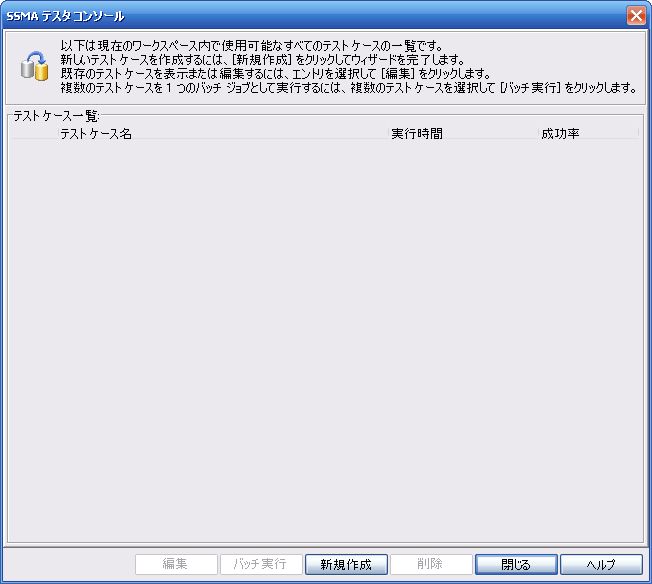 SSMA テスタ コンソール
以下は現在のワークスペース内で使用可能なすべてのテスト ケースの一覧です。
新しいテスト ケースを作成するには、[新規作成] をクリックしてウィザードを完了します。
既存のテスト ケースを表示または編集するには、エントリを選択して [編集] をクリックします。
複数のテスト ケースを 1 つのバッチ ジョブとして実行するには、複数のテスト ケースを選択して [バッチ実行] をクリックします。
テスト ケース一覧:
テスト ケース名 実行時間 成功率
編集 バッチ実行 新規作成 削除 閉じる ヘルプ